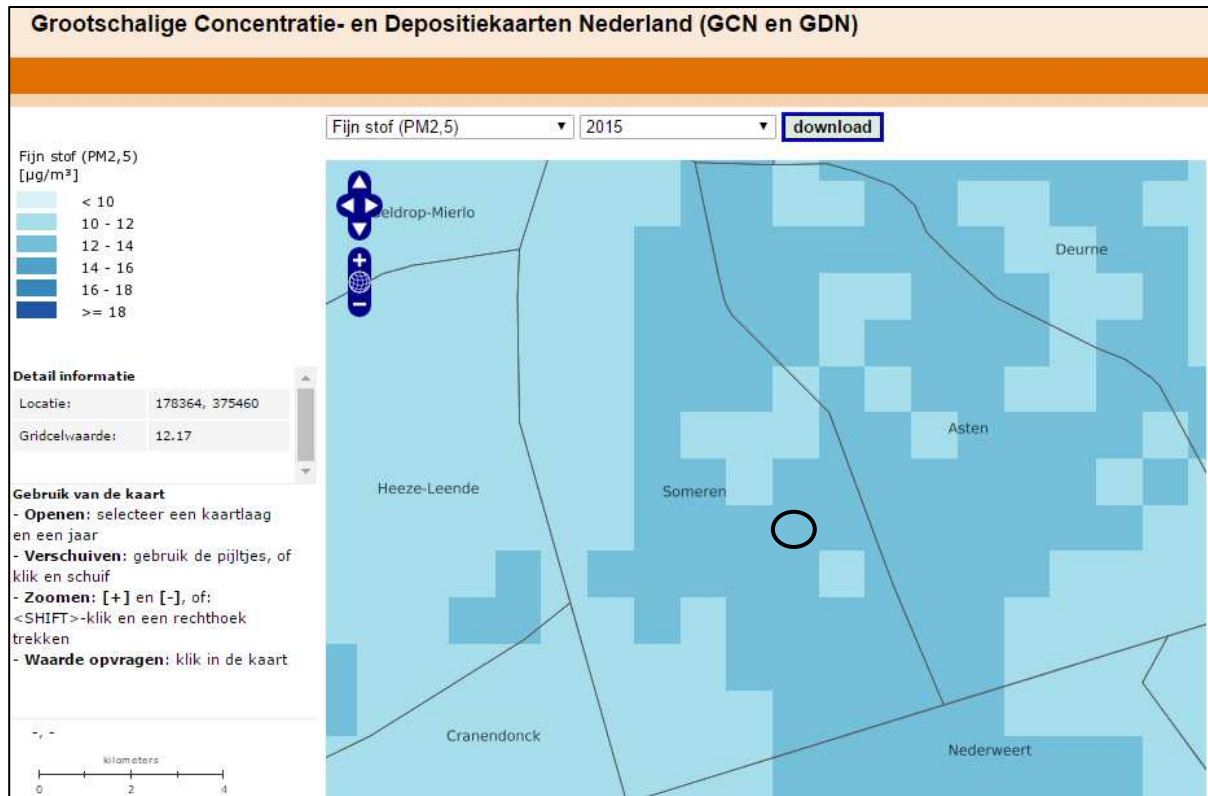 Grootschalige Concentratie- en Depositiekaarten Nederland (GCN en GDN)
Fijn stof (PM2,5)
2015
download
Fijn stof (PM2,5)
[µg/m³]
< 10
10 - 12
12 - 14
14 - 16
16 - 18
>= 18
Detail informatie
Locatie: 178364, 375460
Gridcelwaarde: 12.17
Gebruik van de kaart
- Openen: selecteer een kaartlaag
en een jaar
- Verschuiven: gebruik de pijltjes, of
klik en schuif
- Zoomen: [+] en [-], of:
<SHIFT>-klik en een rechthoek
trekken
- Waarde opvragen: klik in de kaart
-, -
kilometers
0 2 4
eldrop-Mierlo
Deurne
Asten
Heeze-Leende
Someren
Cranendonck
Nederweert